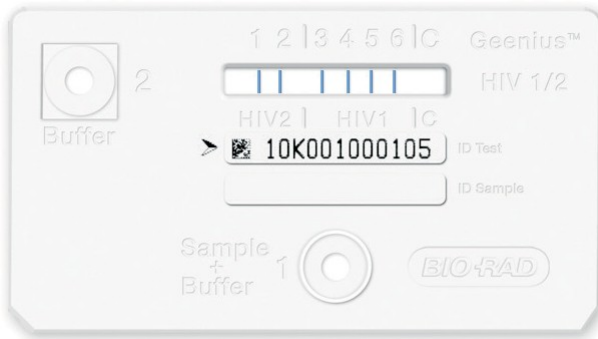 1 2 | 3 4 5 6 | C Geenius™
HIV 1/2
HIV2 | HIV1 | C
2
Buffer
10K001000105 ID Test
ID Sample
Sample
+
Buffer
1
BIO-RAD